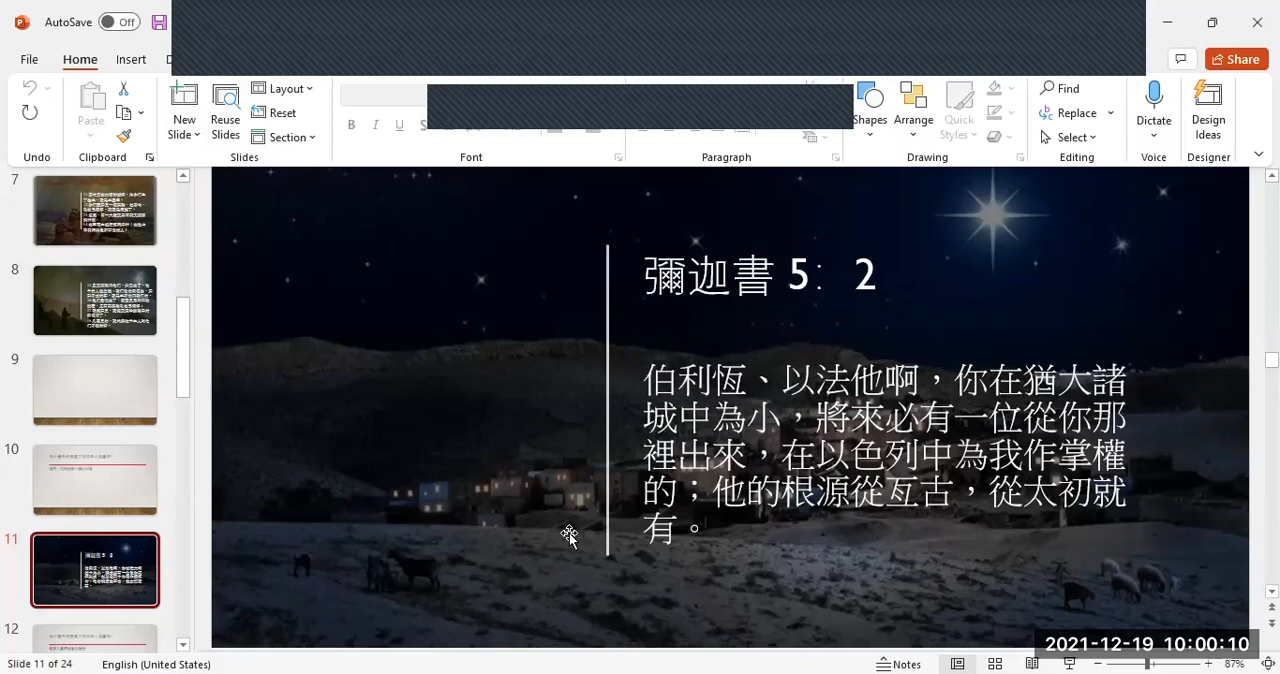 AutoSave Off
File Home Insert D Share
Paste New Slide Reuse Slides Layout Reset Section
B I U S
Shapes Arrange Quick Styles Find Replace Select Dictate Design Ideas
Undo Clipboard Slides Font Paragraph Drawing Editing Voice Designer
7
8
9
10
11
12
彌迦書 5： 2
伯利恆、以法他啊，你在猶大諸
城中為小，將來必有一位從你那
裡出來，在以色列中為我作掌權
的；他的根源從亙古，從太初就
有。
2021-12-19 10:00:10
Slide 11 of 24 English (United States) Notes 87%